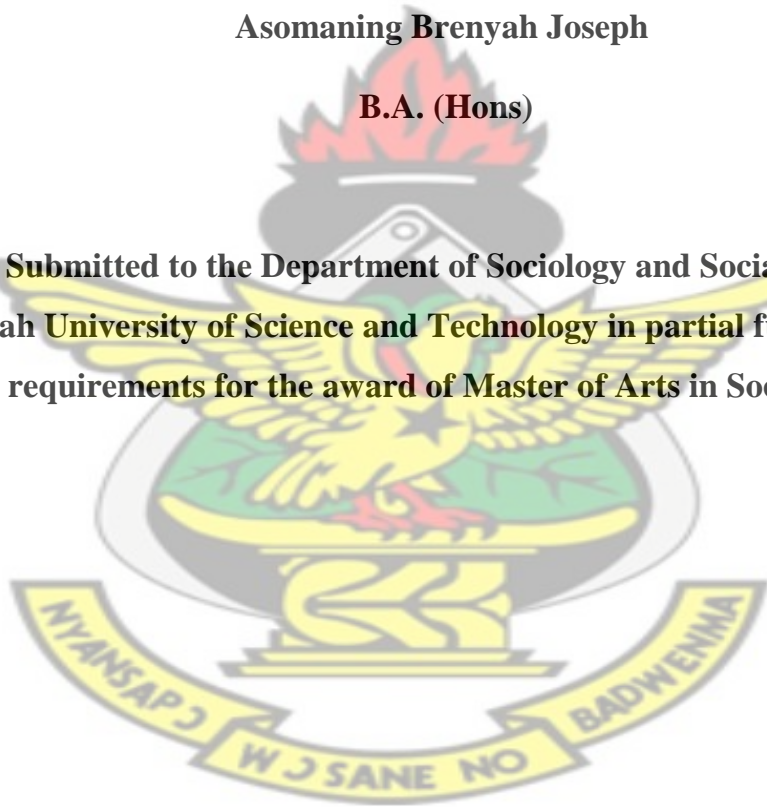 Asomaning Brenyah Joseph
B.A. (Hons)
Submitted to the Department of Sociology and Socia
ah University of Science and Technology in partial f
requirements for the award of Master of Arts in Soc
NYANSAPƆ WƆSANE NO BADWENMA